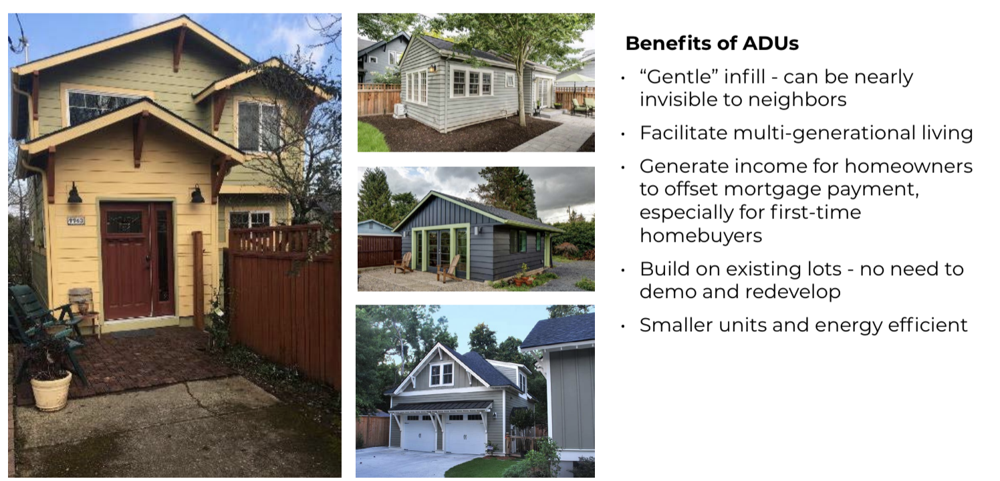 Benefits of ADUs
• “Gentle” infill - can be nearly
invisible to neighbors
• Facilitate multi-generational living
• Generate income for homeowners
to offset mortgage payment,
especially for first-time
homebuyers
• Build on existing lots - no need to
demo and redevelop
• Smaller units and energy efficient